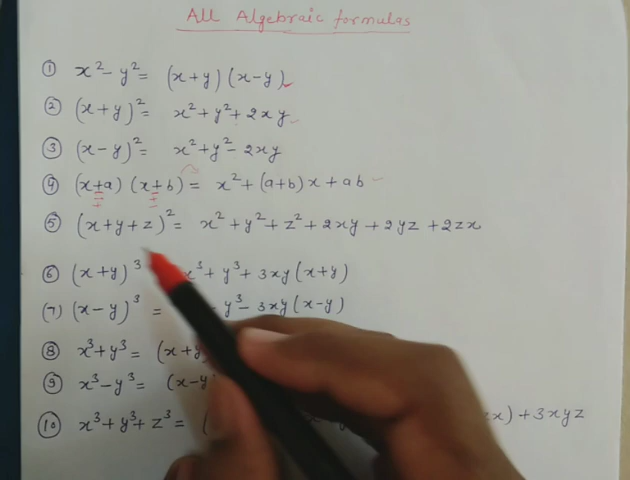 All Algebraic formulas
① x² - y² = (x+y) (x-y)
② (x+y)² = x² + y² + 2xy
③ (x-y)² = x² + y² - 2xy
④ (x+a) (x+b) = x² + (a+b) x + ab
⑤ (x+y+z)² = x² + y² + z² + 2xy + 2yz + 2zx
⑥ (x+y)³ x³ + y³ + 3xy (x+y)
(7) (x-y)³ = y³ - 3xy (x-y)
⑧ x³+y³ = (x+y
⑨ x³-y³ = (x-y
⑩ x³+y³+z³ = ( zx) + 3xyz